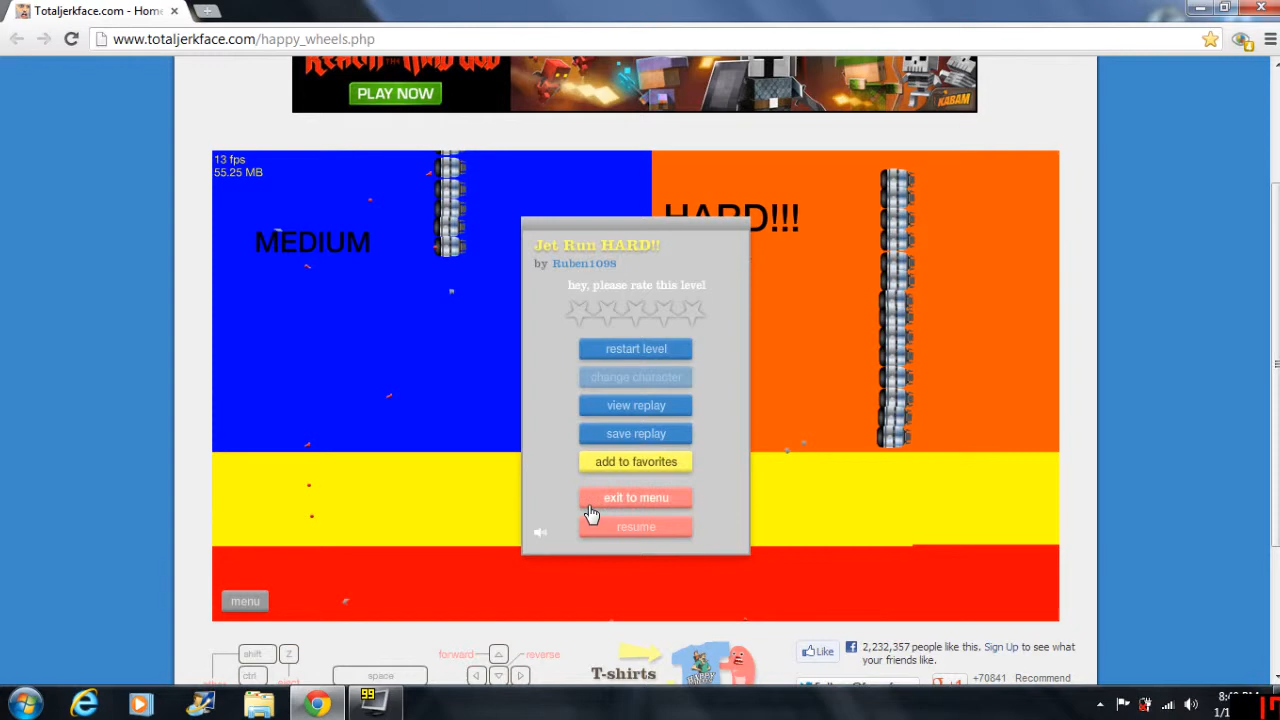 Totaljerkface.com - Hom
www.totaljerkface.com/happy_wheels.php
PLAY NOW
KABAM
13 fps
55.25 MB
MEDIUM
HARD!!!
Jet Run HARD!!
by Ruben1098
hey, please rate this level
restart level
change character
view replay
save replay
add to favorites
exit to menu
resume
menu
shift Z
ctrl
space
forward
reverse
T-shirts
Like
2,232,357 people like this. Sign Up to see what
your friends like.
+70841 Recommend
99